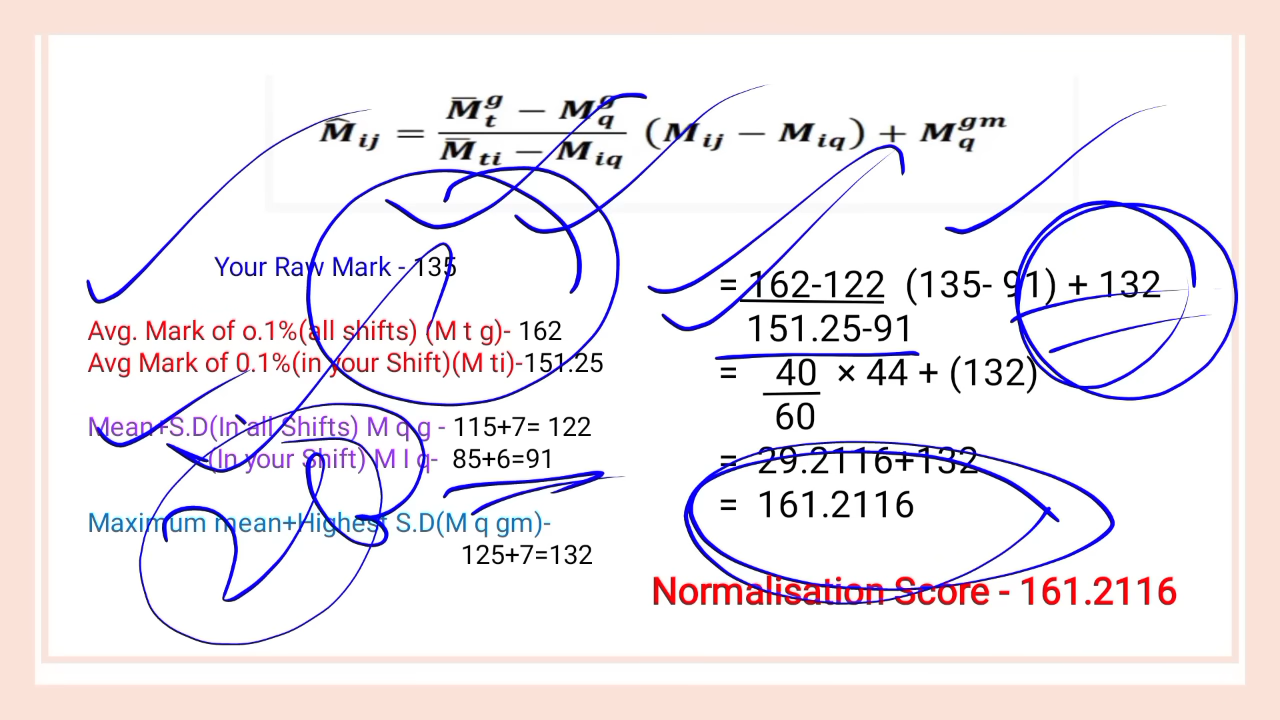 M̂ij = (M̄t^g − Mq^g) / (M̄ti − Miq) (Mij − Miq) + Mq^gm
Your Raw Mark - 135
Avg. Mark of o.1%(all shifts) (M t g)- 162
Avg Mark of 0.1%(in your Shift)(M ti)-151.25
Mean+S.D(In all Shifts) M q g - 115+7= 122
(In your Shift) M I q- 85+6=91
Maximum mean+Highest S.D(M q gm)-
125+7=132
= 162-122 (135- 91) + 132
151.25-91
= 40 × 44 + (132)
60
= 29.2116+132
= 161.2116
Normalisation Score - 161.2116